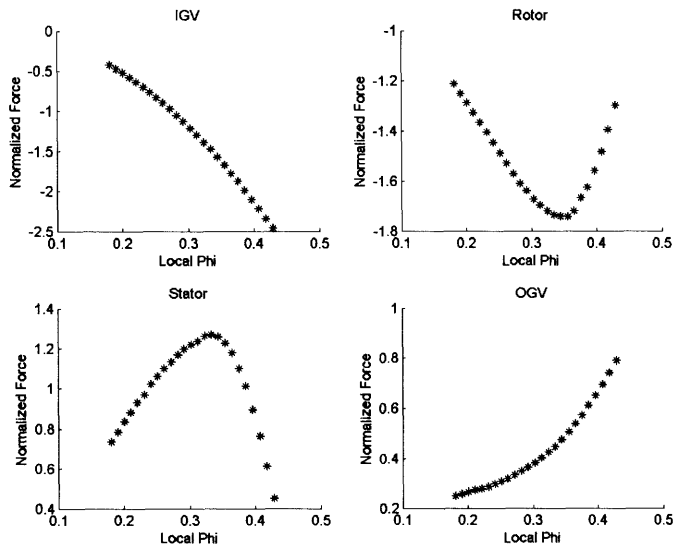 IGV
Normalized Force
0
-0.5
-1
-1.5
-2
-2.5
0.1 0.2 0.3 0.4 0.5
Local Phi
Rotor
Normalized Force
-1
-1.2
-1.4
-1.6
-1.8
0.1 0.2 0.3 0.4 0.5
Local Phi
Stator
Normalized Force
1.4
1.2
1
0.8
0.6
0.4
0.1 0.2 0.3 0.4 0.5
Local Phi
OGV
Normalized Force
1
0.8
0.6
0.4
0.2
0.1 0.2 0.3 0.4 0.5
Local Phi